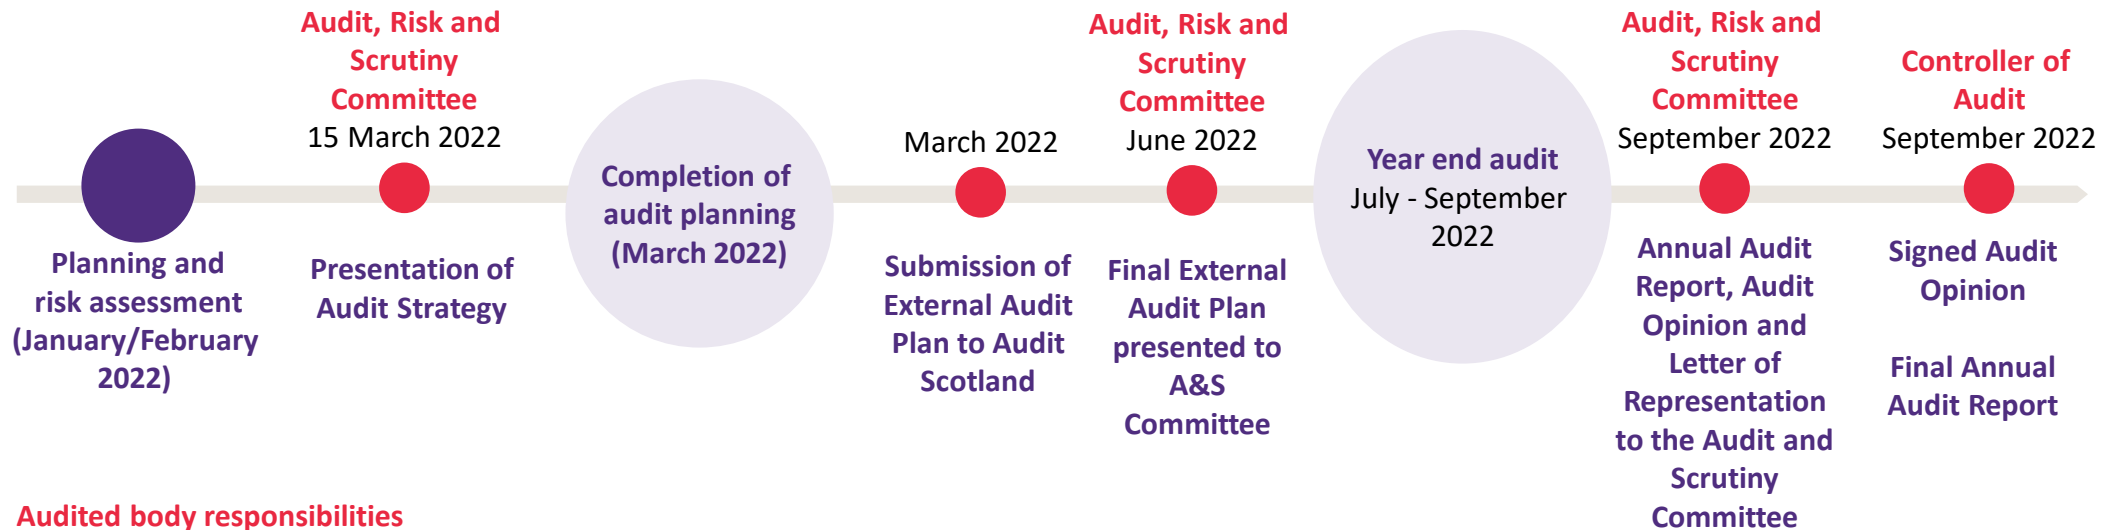 Planning and
risk assessment
(January/February
2022)
Audit, Risk and
Scrutiny
Committee
15 March 2022
Presentation of
Audit Strategy
Completion of
audit planning
(March 2022)
March 2022
Submission of
External Audit
Plan to Audit
Scotland
Audit, Risk and
Scrutiny
Committee
June 2022
Final External
Audit Plan
presented to
A&S
Committee
Year end audit
July - September
2022
Audit, Risk and
Scrutiny
Committee
September 2022
Annual Audit
Report, Audit
Opinion and
Letter of
Representation
to the Audit and
Scrutiny
Committee
Controller of
Audit
September 2022
Signed Audit
Opinion
Final Annual
Audit Report
Audited body responsibilities